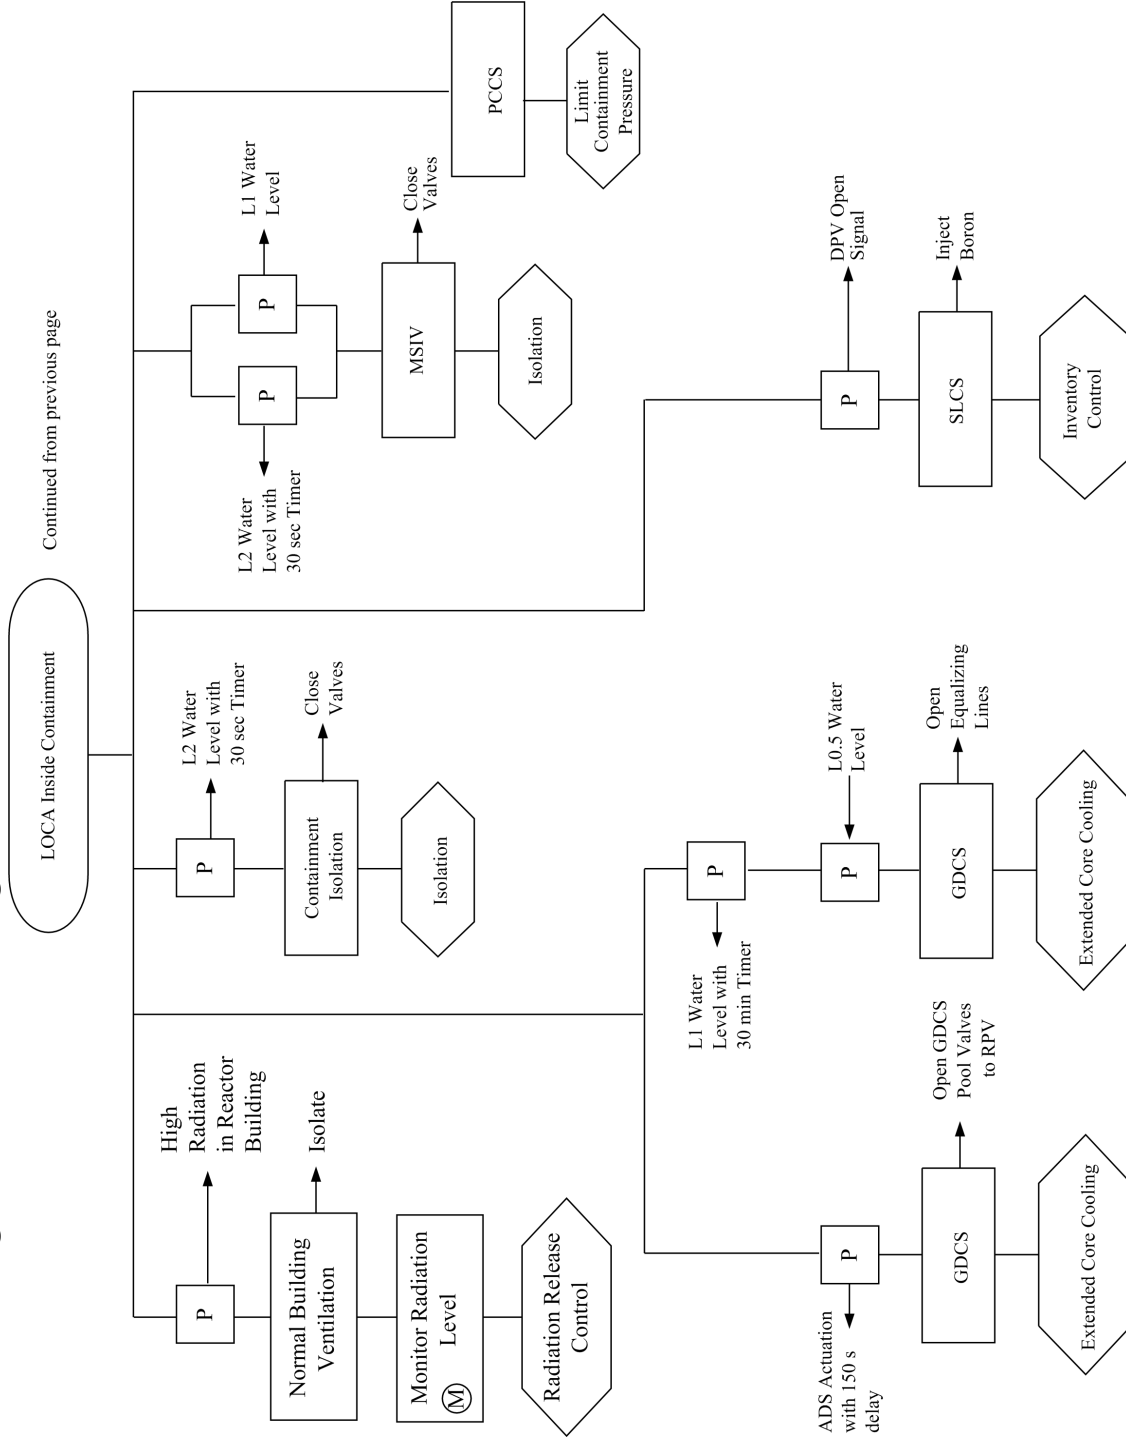 LOCA Inside Containment
Continued from previous page
P
High
Radiation
in Reactor
Building
Normal Building
Ventilation
Isolate
Monitor Radiation
Level
M
Radiation Release
Control
P
L2 Water
Level with
30 sec Timer
Containment
Isolation
Close
Valves
Isolation
P
L2 Water
Level with
30 sec Timer
P
L1 Water
Level
MSIV
Close
Valves
Isolation
PCCS
Limit
Containment
Pressure
P
ADS Actuation
with 150 s
delay
GDCS
Open GDCS
Pool Valves
to RPV
Extended Core Cooling
P
L1 Water
Level with
30 min Timer
P
L0.5 Water
Level
GDCS
Open
Equalizing
Lines
Extended Core Cooling
P
DPV Open
Signal
SLCS
Inject
Boron
Inventory
Control